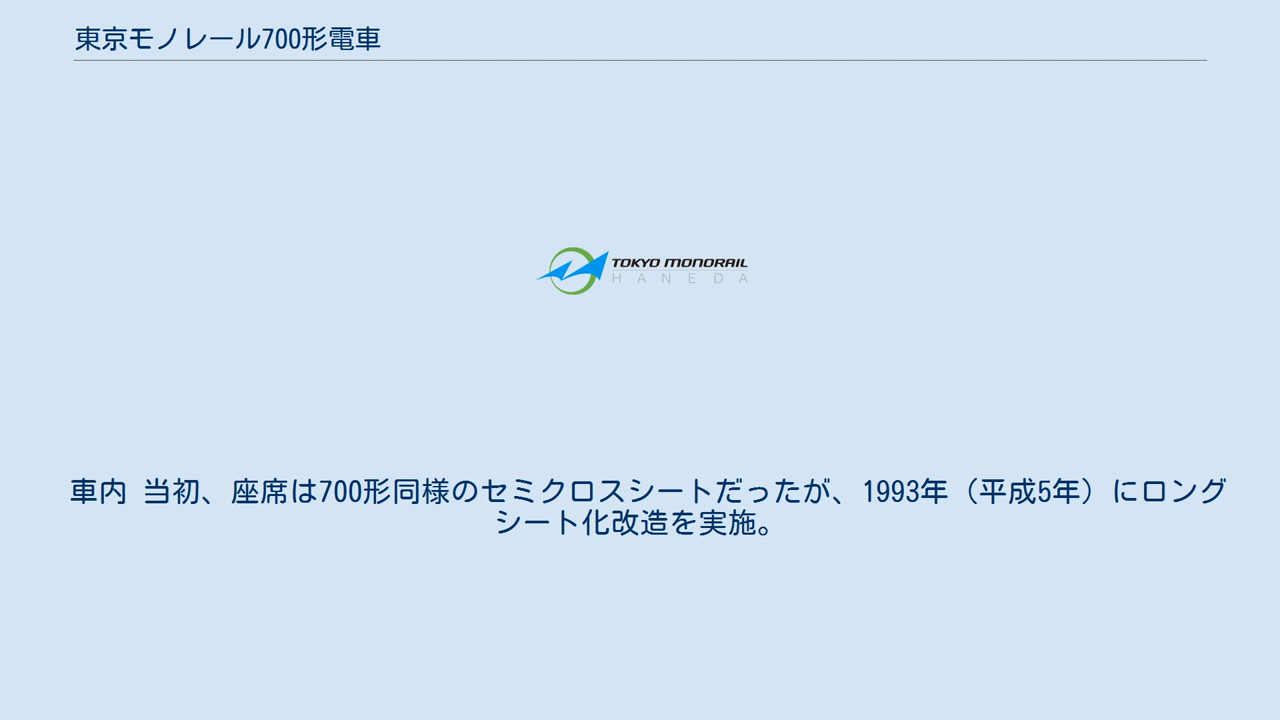 東京モノレール700形電車
TOKYO MONORAIL
HANEDA
車内 当初、座席は700形同様のセミクロスシートだったが、1993年（平成5年）にロング
シート化改造を実施。